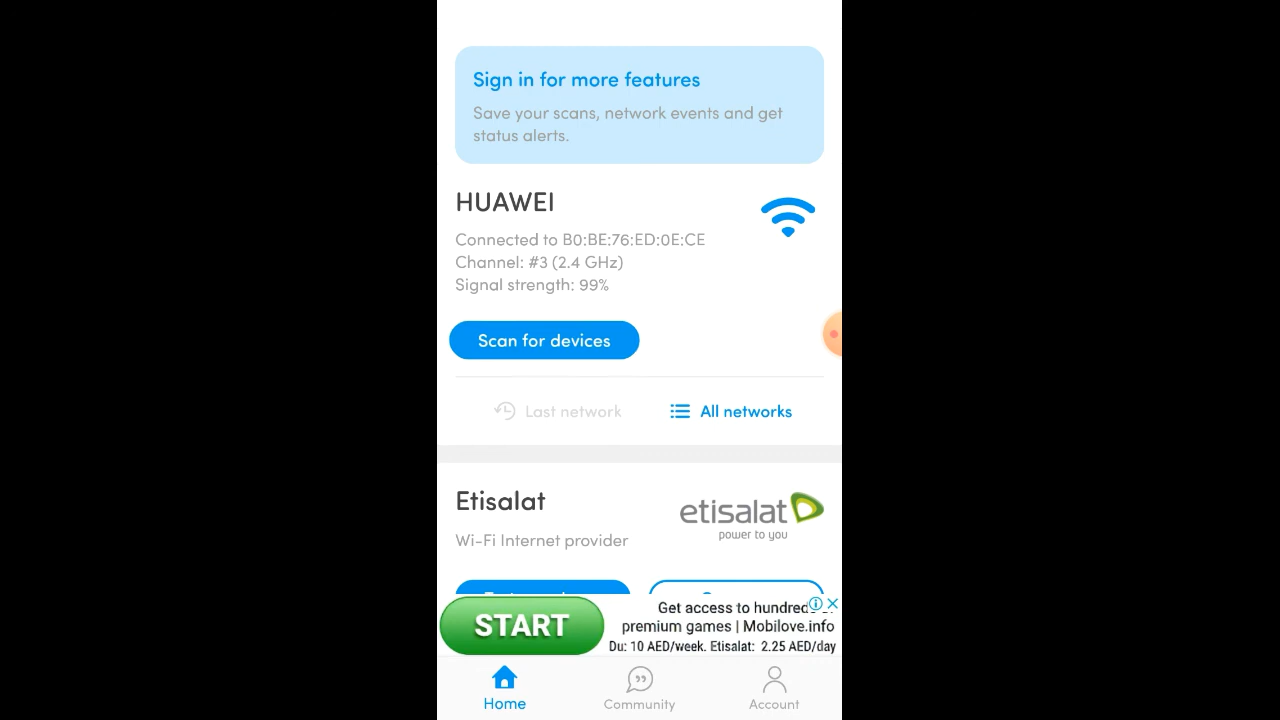 Sign in for more features
Save your scans, network events and get
status alerts.
HUAWEI
Connected to B0:BE:76:ED:0E:CE
Channel: #3 (2.4 GHz)
Signal strength: 99%
Scan for devices
Last network
All networks
Etisalat
etisalat
power to you
Wi-Fi Internet provider
START
Get access to hundreds of
premium games | Mobilove.info
Du: 10 AED/week. Etisalat: 2.25 AED/day
Home
Community
Account